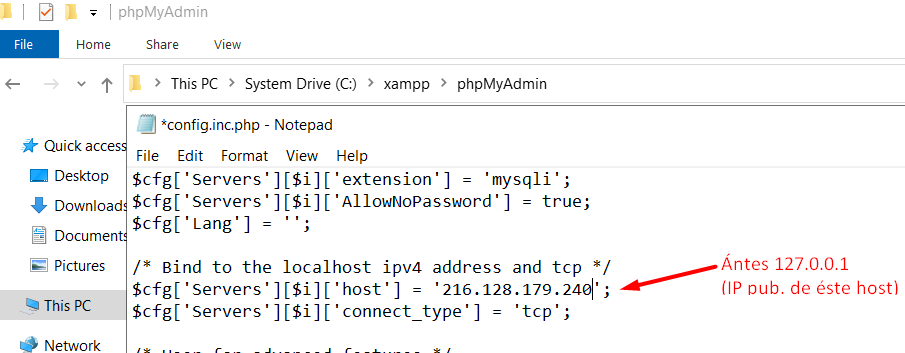 phpMyAdmin
File Home Share View
This PC System Drive (C:) xampp phpMyAdmin
*config.inc.php - Notepad
File Edit Format View Help
Quick access
Desktop
Downloads
Documents
Pictures
This PC
Network
$cfg['Servers'][$i]['extension'] = 'mysqli';
$cfg['Servers'][$i]['AllowNoPassword'] = true;
$cfg['Lang'] = '';
/* Bind to the localhost ipv4 address and tcp */
$cfg['Servers'][$i]['host'] = '216.128.179.240';
$cfg['Servers'][$i]['connect_type'] = 'tcp';
Ántes 127.0.0.1
(IP pub. de éste host)